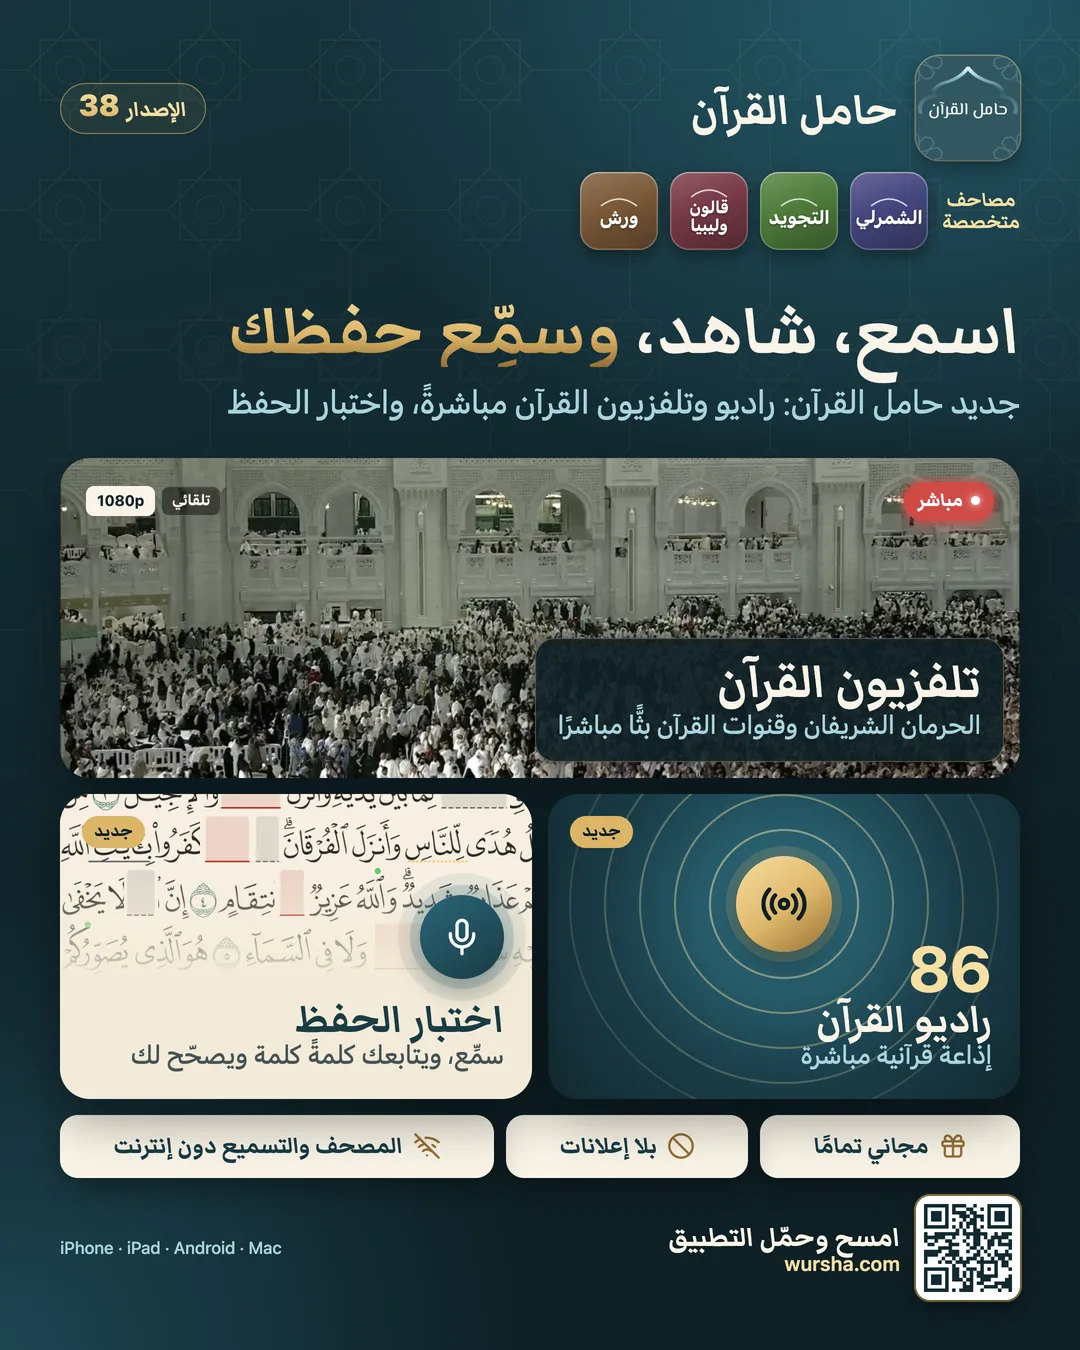 حامل القرآن
حامل القرآن
الإصدار 38
مصاحف
متخصصة
الشمرلي
التجويد
قالون
وليبيا
ورش
اسمع، شاهد، وسمِّع حفظك
جديد حامل القرآن: راديو وتلفزيون القرآن مباشرةً، واختبار الحفظ
مباشر
تلقائي
1080p
تلفزيون القرآن
الحرمان الشريفان وقنوات القرآن بثًّا مباشرًا
جديد
86
راديو القرآن
إذاعة قرآنية مباشرة
جديد
هُدًى لِّلنَّاسِ وَأَنزَلَ ٱلْفُرْقَانَ ۗ كَفَرُوا۟ ٱللَّهِ
عَذَابٌ شَدِيدٌ ۗ وَٱللَّهُ عَزِيزٌ ٱنتِقَامٍ ٤ إِنَّ لَا يَخْفَىٰ
وَلَا فِى ٱلسَّمَآءِ ٥ هُوَ ٱلَّذِى يُصَوِّرُكُمْ
اختبار الحفظ
سمِّع، ويتابعك كلمةً كلمة ويصحّح لك
مجاني تمامًا
بلا إعلانات
المصحف والتسميع دون إنترنت
امسح وحمّل التطبيق
wursha.com
iPhone · iPad · Android · Mac